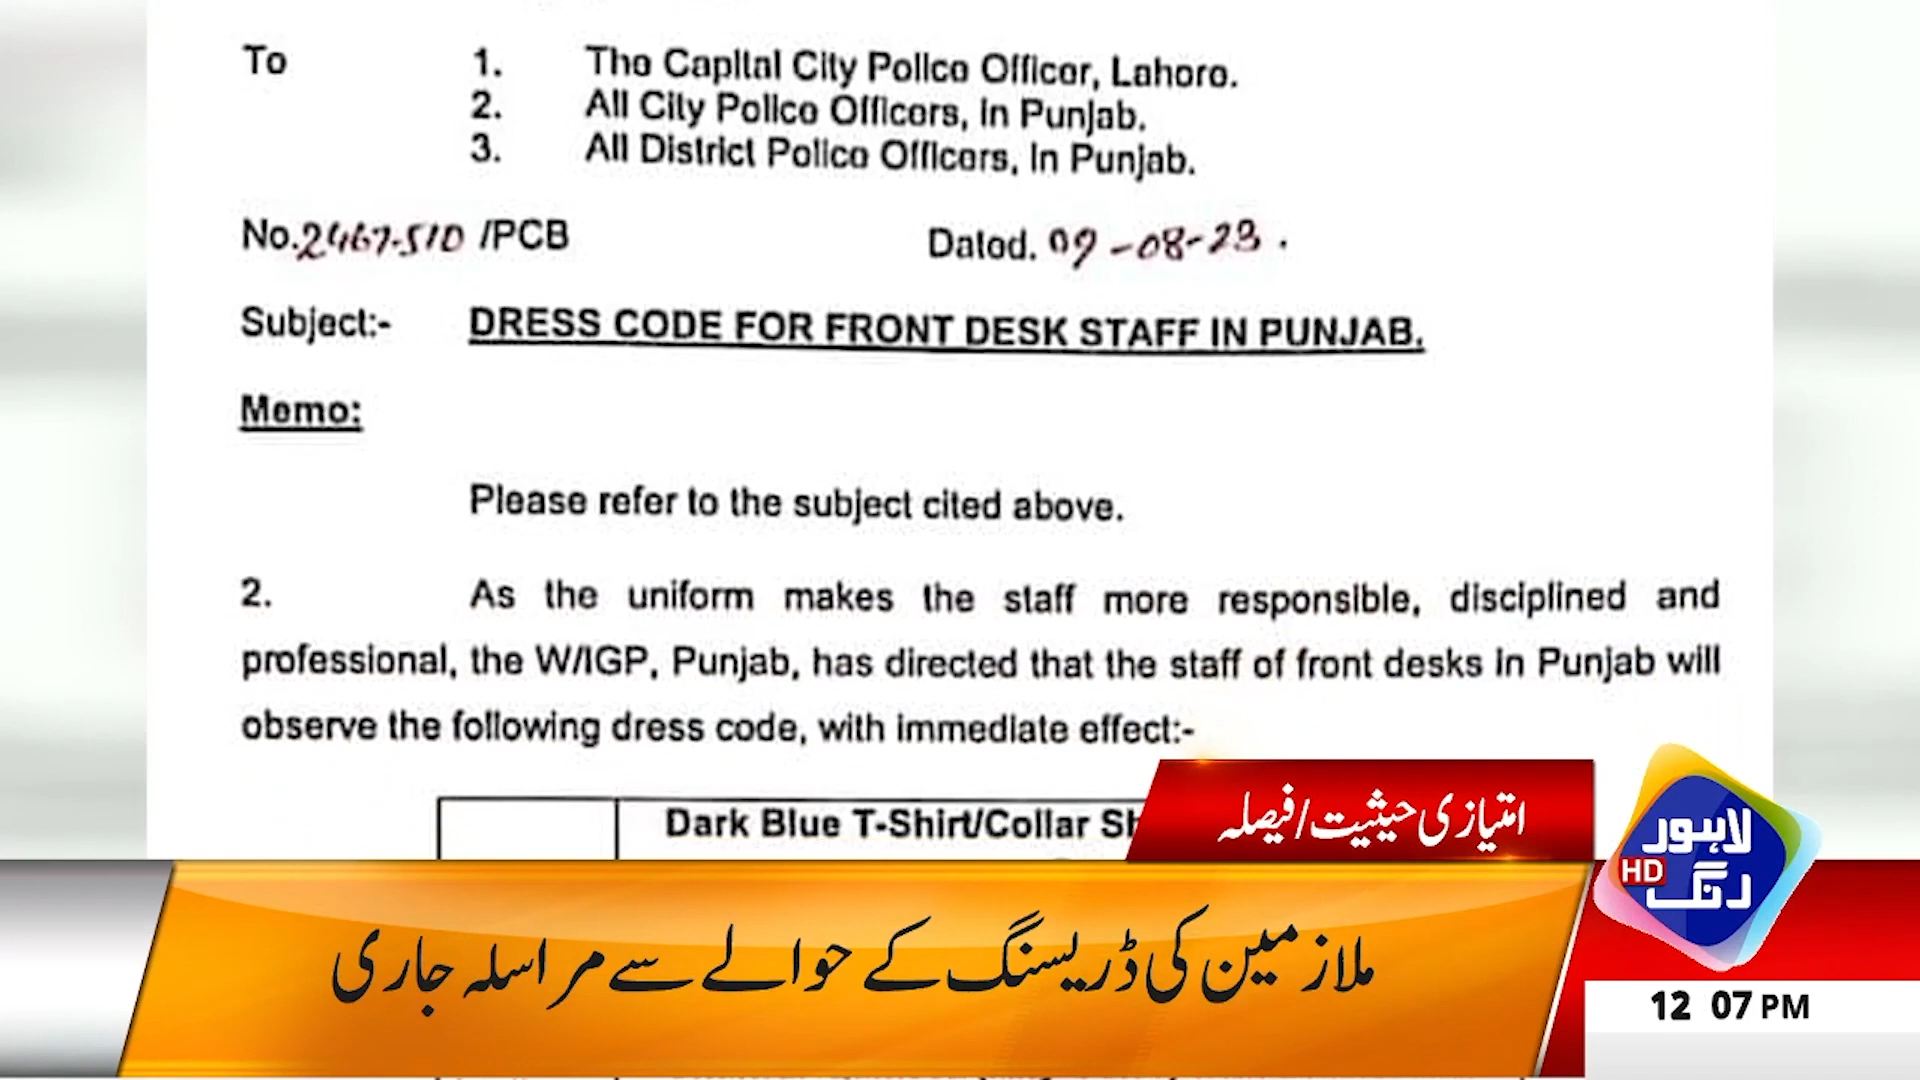 To 1. The Capital City Police Officer, Lahore.
2. All City Police Officers, in Punjab.
3. All District Police Officers, in Punjab.
No. 2467-510 /PCB Dated. 09-08-23.
Subject:- DRESS CODE FOR FRONT DESK STAFF IN PUNJAB.
Memo:
Please refer to the subject cited above.
2. As the uniform makes the staff more responsible, disciplined and
professional, the W/IGP, Punjab, has directed that the staff of front desks in Punjab will
observe the following dress code, with immediate effect:-
Dark Blue T-Shirt/Collar
امتیازی حیثیت/فیصلہ
لاہور
رنگ
HD
ملازمین کی ڈریسنگ کے حوالے سے مراسلہ جاری
12 07 PM